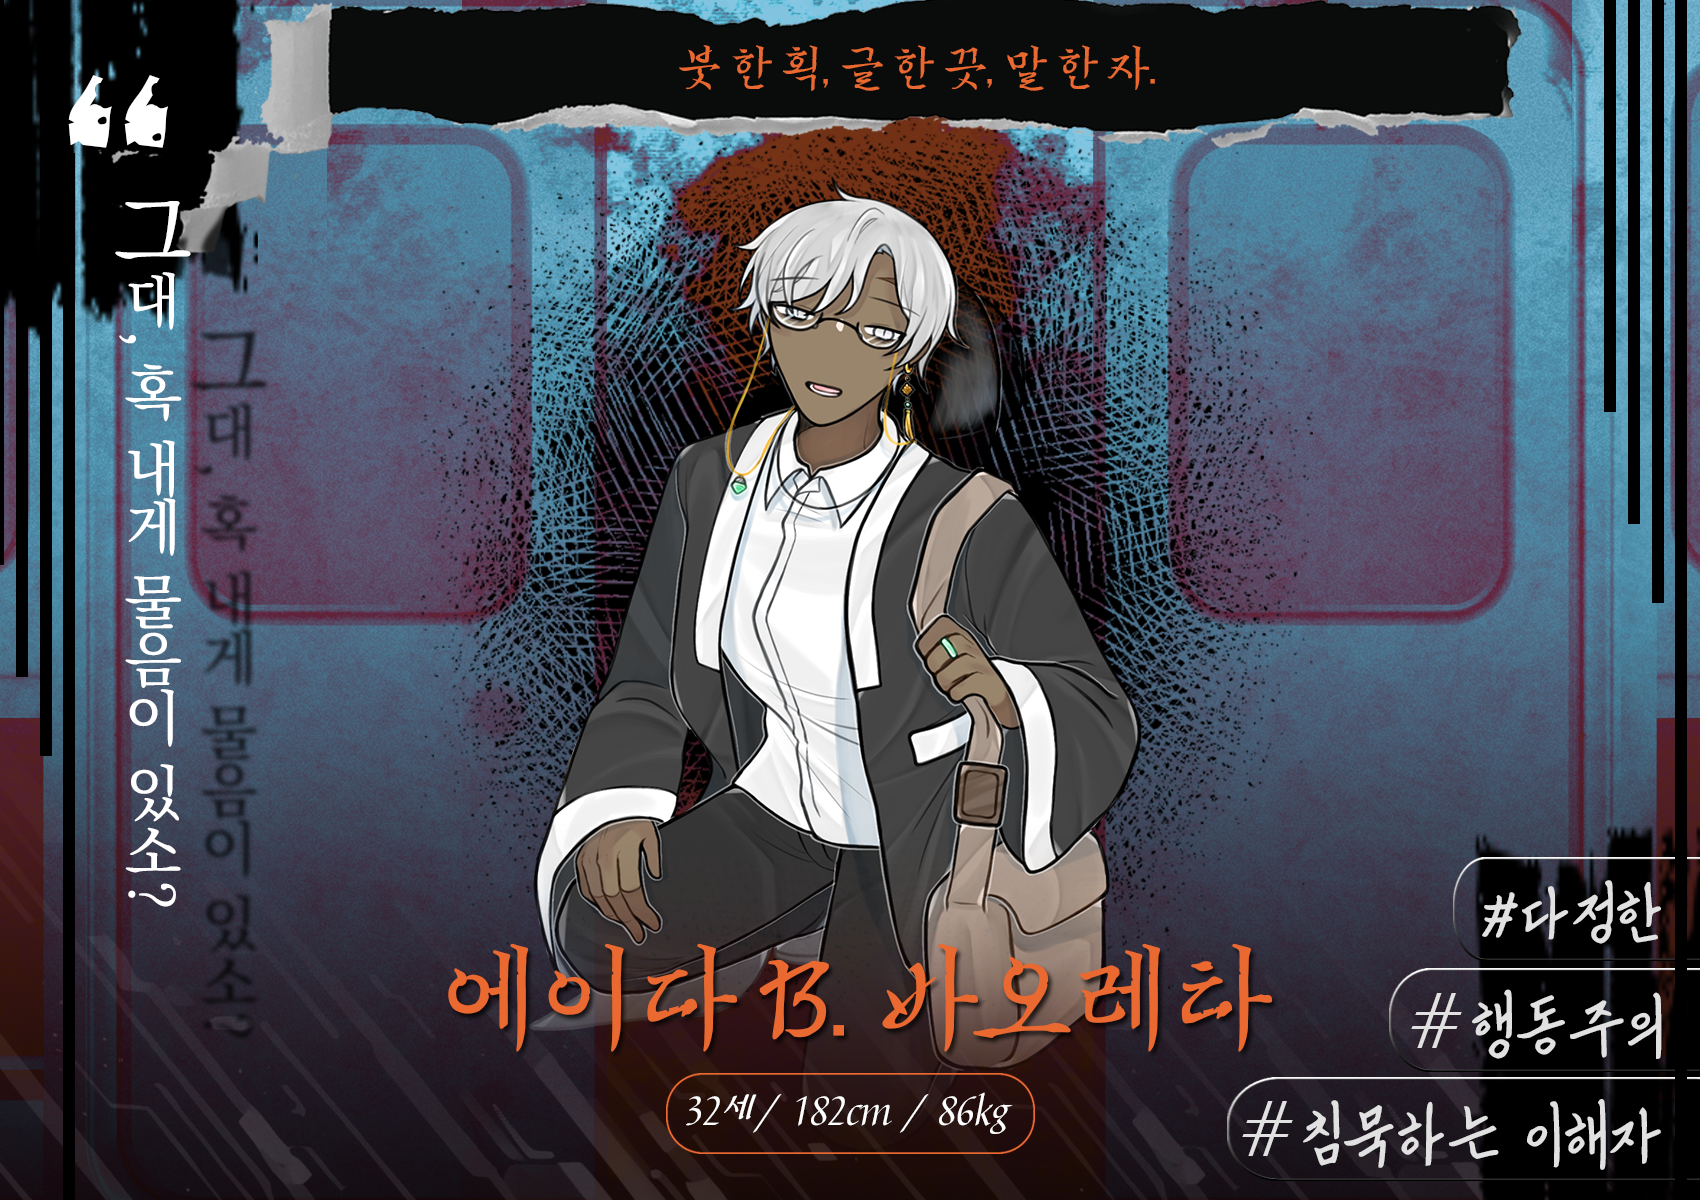 붓 한 획, 글 한 끗, 말 한 자.
“
그대, 혹 내게 물음이 있소?
그대, 혹 내게 물음이 있소?
에이다 B. 바오레타
32세 / 182cm / 86kg
#다정한
#행동주의
#침묵하는 이해자